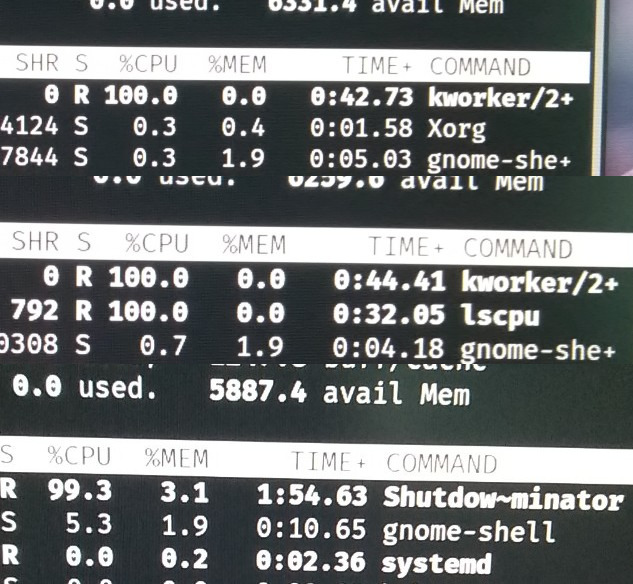 0.0 used. 6331.4 avail Mem
SHR S %CPU %MEM TIME+ COMMAND
0 R 100.0 0.0 0:42.73 kworker/2+
4124 S 0.3 0.4 0:01.58 Xorg
7844 S 0.3 1.9 0:05.03 gnome-she+
0.0 used. 6259.6 avail Mem
SHR S %CPU %MEM TIME+ COMMAND
0 R 100.0 0.0 0:44.41 kworker/2+
792 R 100.0 0.0 0:32.05 lscpu
0308 S 0.7 1.9 0:04.18 gnome-she+
buff/cache
0.0 used. 5887.4 avail Mem
S %CPU %MEM TIME+ COMMAND
R 99.3 3.1 1:54.63 Shutdow~minator
S 5.3 1.9 0:10.65 gnome-shell
R 0.0 0.2 0:02.36 systemd